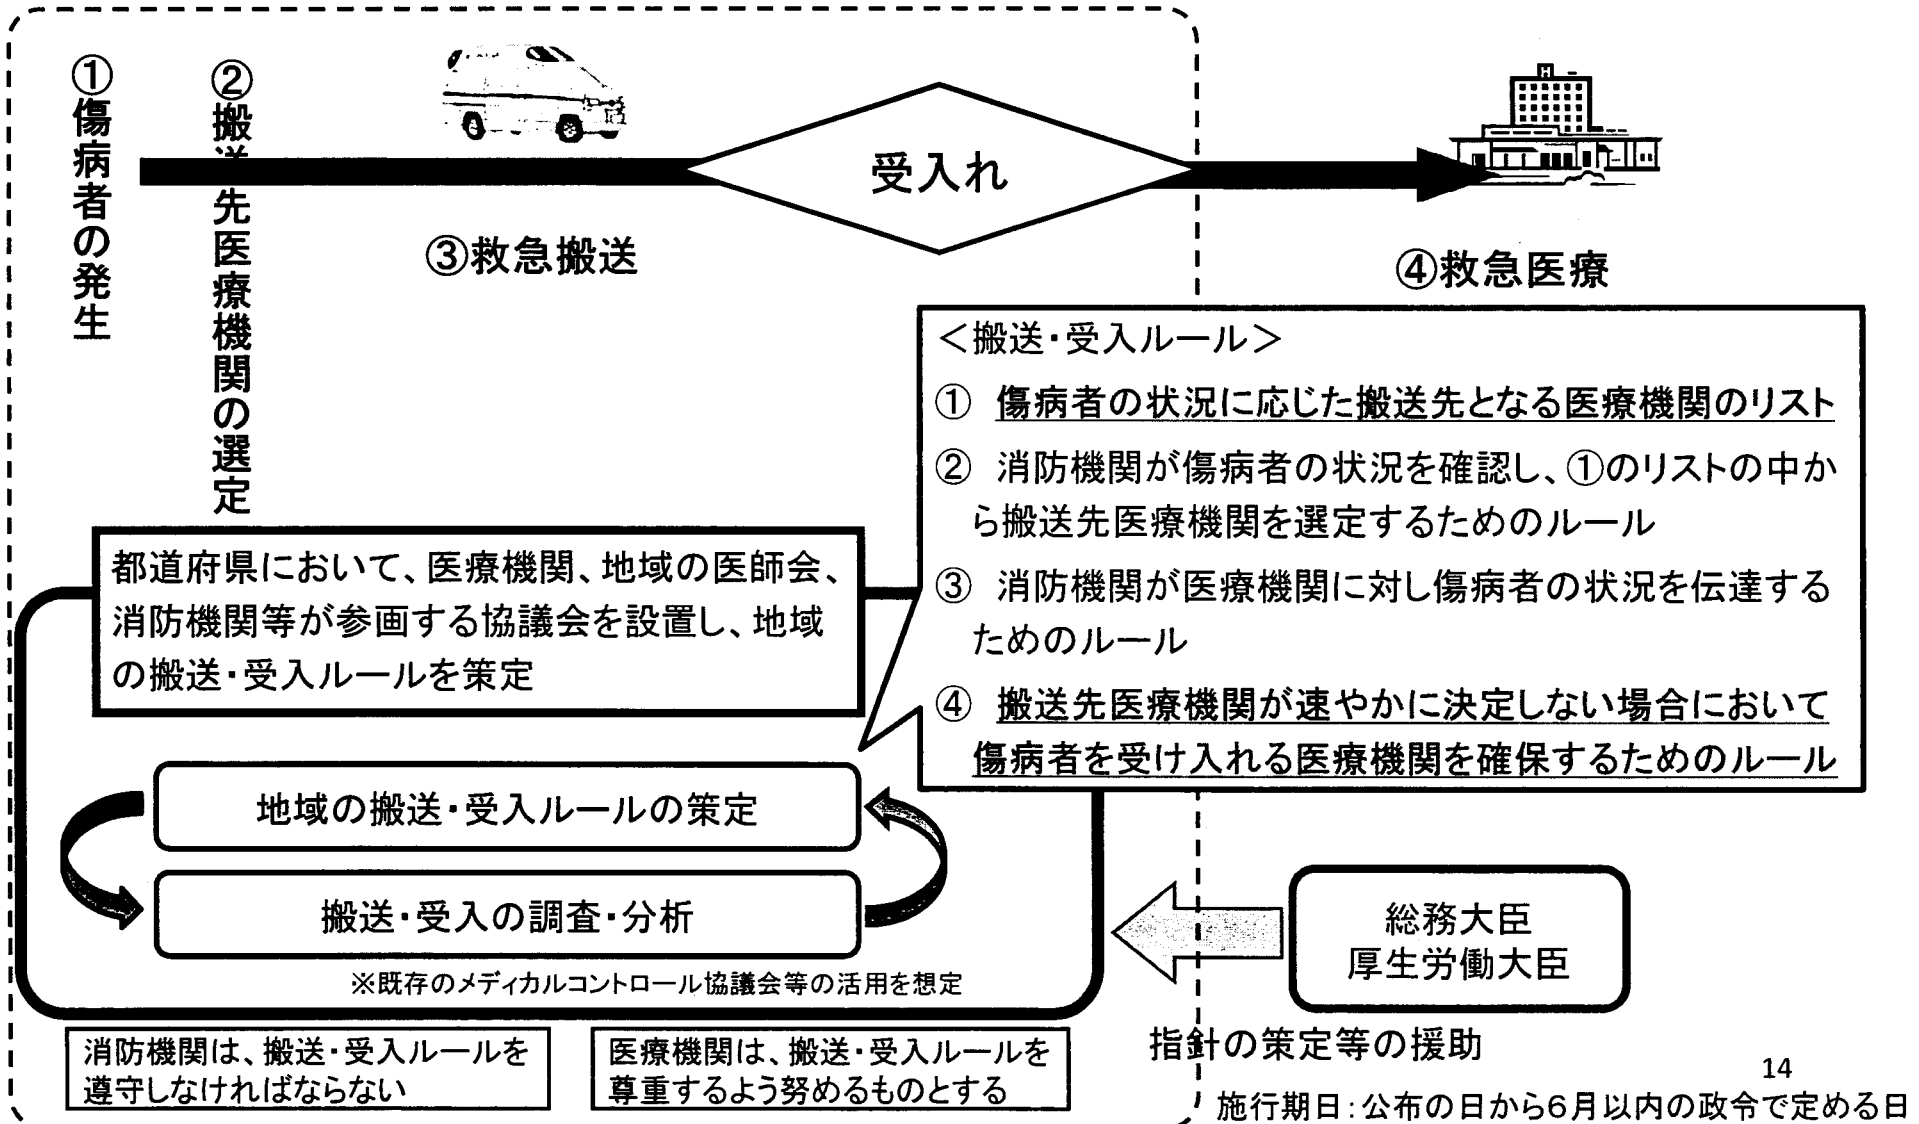 ①傷病者の発生
②搬送先医療機関の選定
受入れ
③救急搬送
④救急医療
＜搬送・受入ルール＞
① 傷病者の状況に応じた搬送先となる医療機関のリスト
② 消防機関が傷病者の状況を確認し、①のリストの中か
ら搬送先医療機関を選定するためのルール
③ 消防機関が医療機関に対し傷病者の状況を伝達する
ためのルール
④ 搬送先医療機関が速やかに決定しない場合において
傷病者を受け入れる医療機関を確保するためのルール
都道府県において、医療機関、地域の医師会、
消防機関等が参画する協議会を設置し、地域
の搬送・受入ルールを策定
地域の搬送・受入ルールの策定
搬送・受入の調査・分析
※既存のメディカルコントロール協議会等の活用を想定
総務大臣
厚生労働大臣
指針の策定等の援助
消防機関は、搬送・受入ルールを
遵守しなければならない
医療機関は、搬送・受入ルールを
尊重するよう努めるものとする
14
施行期日：公布の日から６月以内の政令で定める日